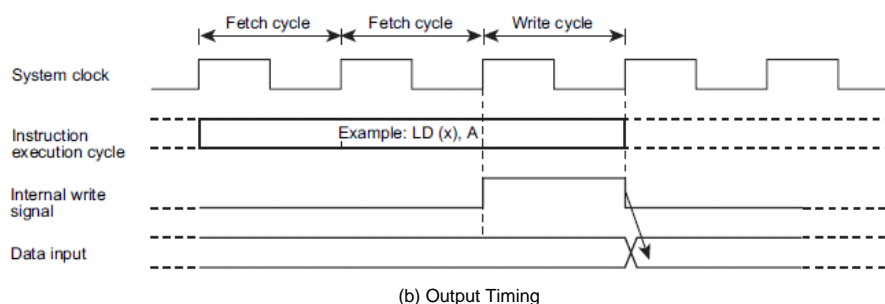 Fetch cycle Fetch cycle Write cycle
System clock
Instruction
execution cycle
Example: LD (x), A
Internal write
signal
Data input
(b) Output Timing